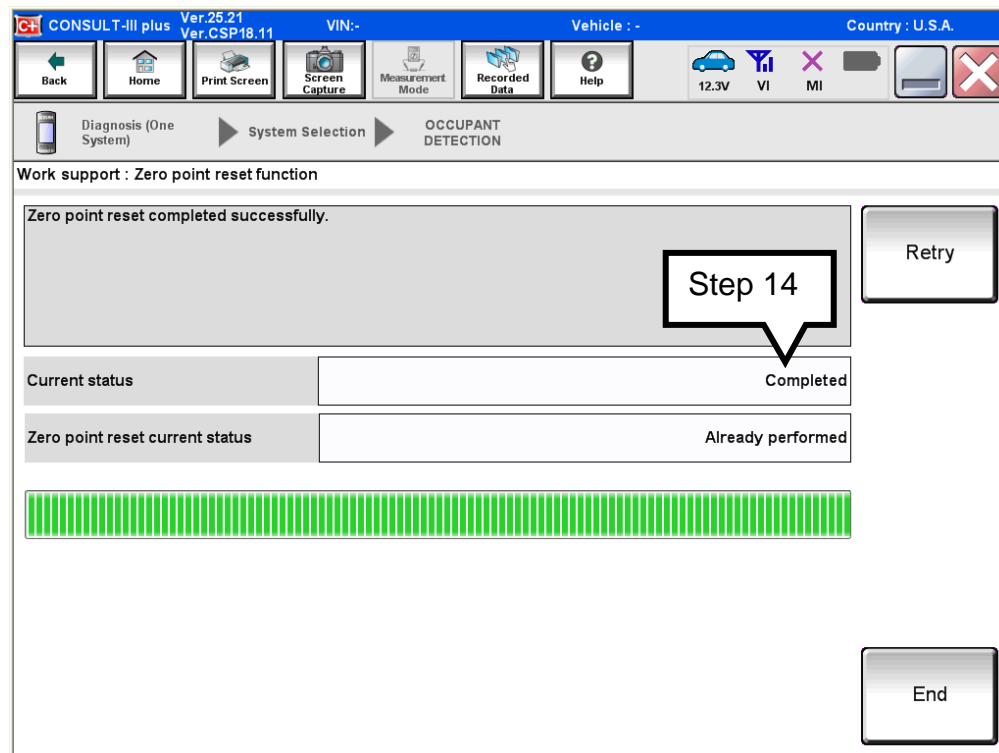 C+ CONSULT-III plus Ver.25.21 VIN:- Vehicle : - Country : U.S.A.
Ver.CSP18.11
Back
Home
Print Screen
Screen
Capture
Measurement
Mode
Recorded
Data
Help
12.3V
VI
MI
Diagnosis (One
System)
System Selection
OCCUPANT
DETECTION
Work support : Zero point reset function
Zero point reset completed successfully.
Retry
Step 14
Current status Completed
Zero point reset current status Already performed
End